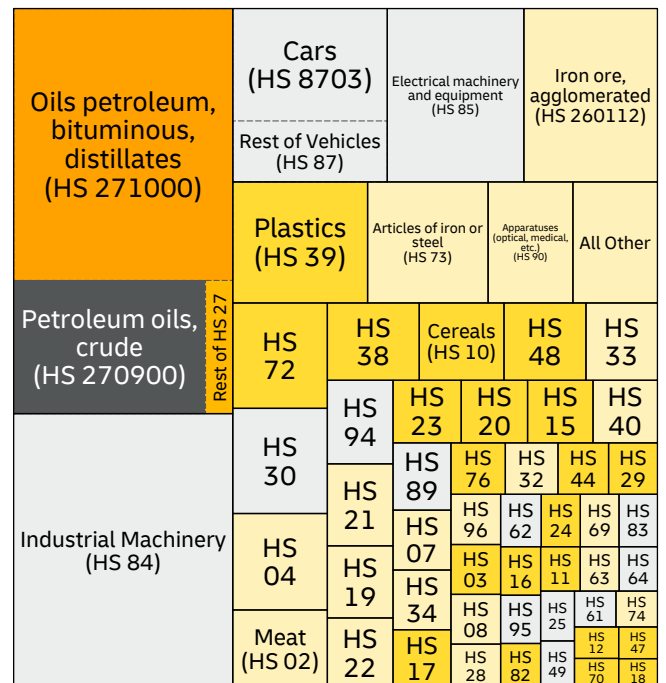 Oils petroleum,
bituminous,
distillates
(HS 271000)
Cars
(HS 8703)
Rest of Vehicles
(HS 87)
Electrical machinery
and equipment
(HS 85)
Iron ore,
agglomerated
(HS 260112)
Plastics
(HS 39)
Articles of iron or
steel
(HS 73)
Apparatuses
(optical, medical,
etc.)
(HS 90)
All Other
Petroleum oils,
crude
(HS 270900)
Rest of HS 27
Industrial Machinery
(HS 84)
HS
72
HS
38
Cereals
(HS 10)
HS
48
HS
33
HS
30
HS
94
HS
23
HS
20
HS
15
HS
40
HS
89
HS
76
HS
32
HS
44
HS
29
HS
04
HS
21
HS
07
HS
96
HS
62
HS
24
HS
69
HS
83
HS
19
HS
34
HS
03
HS
16
HS
11
HS
63
HS
64
Meat
(HS 02)
HS
22
HS
17
HS
08
HS
95
HS
25
HS
61
HS
74
HS
28
HS
82
HS
49
HS
12
HS
47
HS
70
HS
18